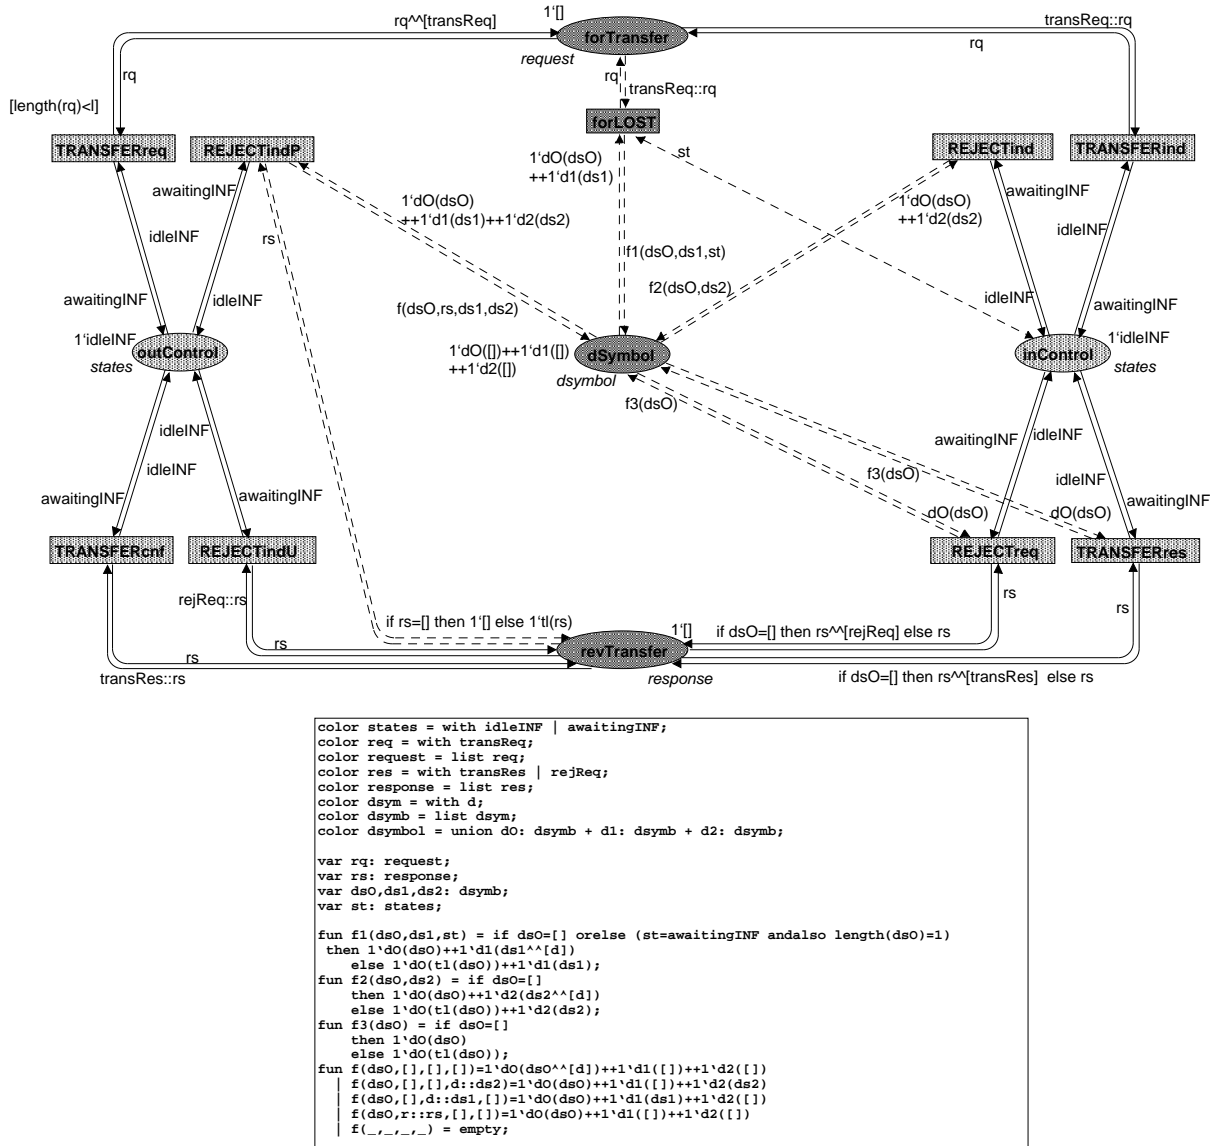 rq^^[transReq]
1‘[]
forTransfer
transReq::rq
rq
request
rq
rq
transReq::rq
[length(rq)<l]
forLOST
TRANSFERreq
REJECTindP
1‘dO(dsO)
++1‘d1(ds1)
st
REJECTind
TRANSFERind
awaitingINF
1‘dO(dsO)
++1‘d1(ds1)++1‘d2(ds2)
1‘dO(dsO)
++1‘d2(ds2)
awaitingINF
idleINF
rs
idleINF
f1(dsO,ds1,st)
awaitingINF
idleINF
f(dsO,rs,ds1,ds2)
f2(dsO,ds2)
idleINF
awaitingINF
1‘idleINF
outControl
states
1‘dO([])++1‘d1([])
++1‘d2([])
dSymbol
dsymbol
1‘idleINF
inControl
states
f3(dsO)
idleINF
idleINF
awaitingINF
idleINF
awaitingINF
awaitingINF
f3(dsO)
idleINF
awaitingINF
dO(dsO)
dO(dsO)
TRANSFERcnf
REJECTindU
REJECTreq
TRANSFERres
rejReq::rs
rs
rs
if rs=[] then 1‘[] else 1‘tl(rs)
1‘[]
if dsO=[] then rs^^[rejReq] else rs
rs
rs
revTransfer
transRes::rs
response
if dsO=[] then rs^^[transRes]  else rs
color states = with idleINF | awaitingINF;
color req = with transReq;
color request = list req;
color res = with transRes | rejReq;
color response = list res;
color dsym = with d;
color dsymb = list dsym;
color dsymbol = union dO: dsymb + d1: dsymb + d2: dsymb;
var rq: request;
var rs: response;
var dsO,ds1,ds2: dsymb;
var st: states;
fun f1(dsO,ds1,st) = if dsO=[] orelse (st=awaitingINF andalso length(dsO)=1)
then 1‘dO(dsO)++1‘d1(ds1^^[d])
else 1‘dO(tl(dsO))++1‘d1(ds1);
fun f2(dsO,ds2) = if dsO=[]
then 1‘dO(dsO)++1‘d2(ds2^^[d])
else 1‘dO(tl(dsO))++1‘d2(ds2);
fun f3(dsO) = if dsO=[]
then 1‘dO(dsO)
else 1‘dO(tl(dsO));
fun f(dsO,[],[],[])=1‘dO(dsO^^[d])++1‘d1([])++1‘d2([])
| f(dsO,[],[],d::ds2)=1‘dO(dsO)++1‘d1([])++1‘d2(ds2)
| f(dsO,[],d::ds1,[])=1‘dO(dsO)++1‘d1(ds1)++1‘d2([])
| f(dsO,r::rs,[],[])=1‘dO(dsO)++1‘d1([])++1‘d2([])
| f(_,_,_,_) = empty;